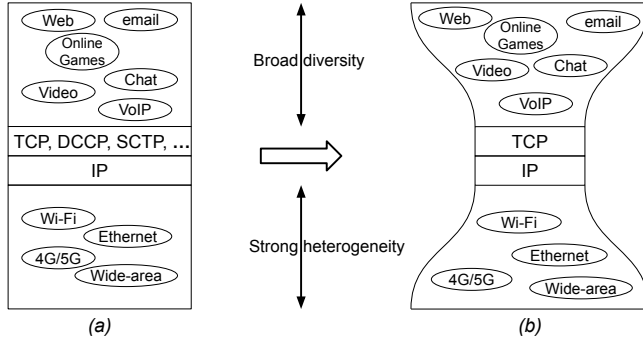 Web
email
Online
Games
Video
Chat
VoIP
TCP, DCCP, SCTP, ...
IP
Wi-Fi
Ethernet
4G/5G
Wide-area
(a)
Broad diversity
Strong heterogeneity
Web
email
Online
Games
Video
Chat
VoIP
TCP
IP
Wi-Fi
Ethernet
4G/5G
Wide-area
(b)